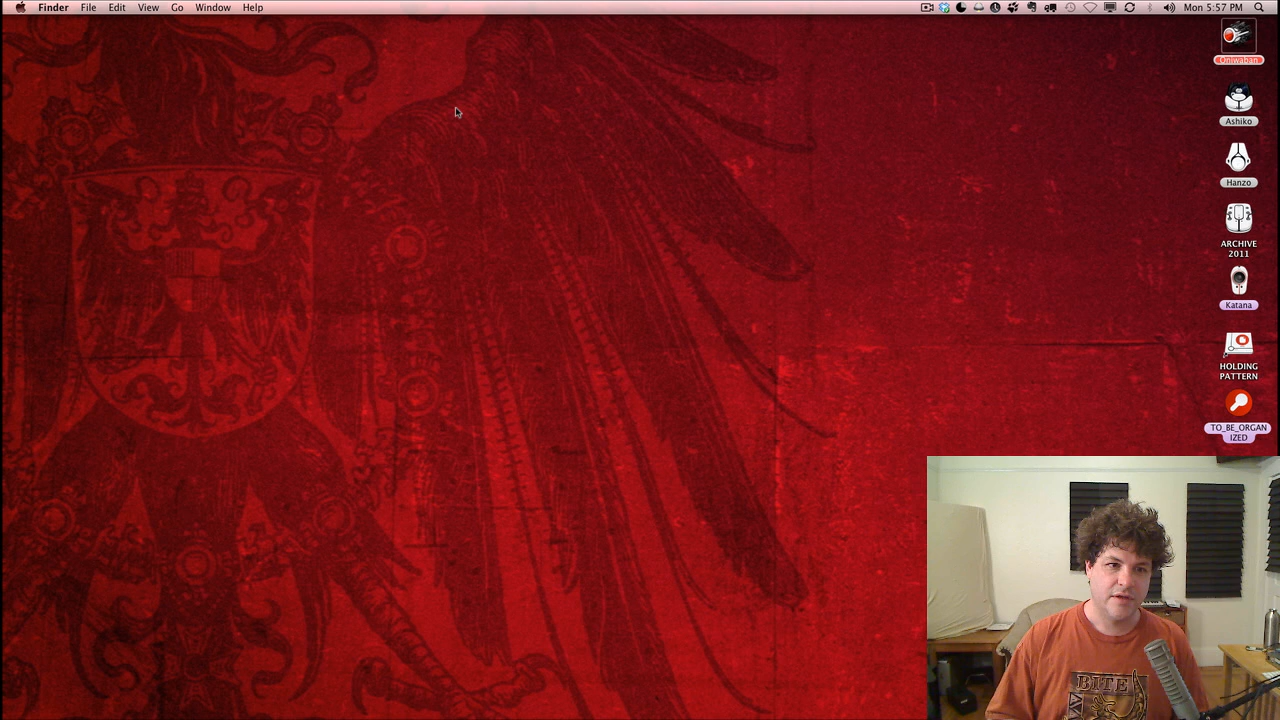 Finder File Edit View Go Window Help Mon 5:57 PM
Oniwaban
Ashiko
Hanzo
ARCHIVE
2011
Katana
HOLDING
PATTERN
TO_BE_ORGAN
IZED
BITE